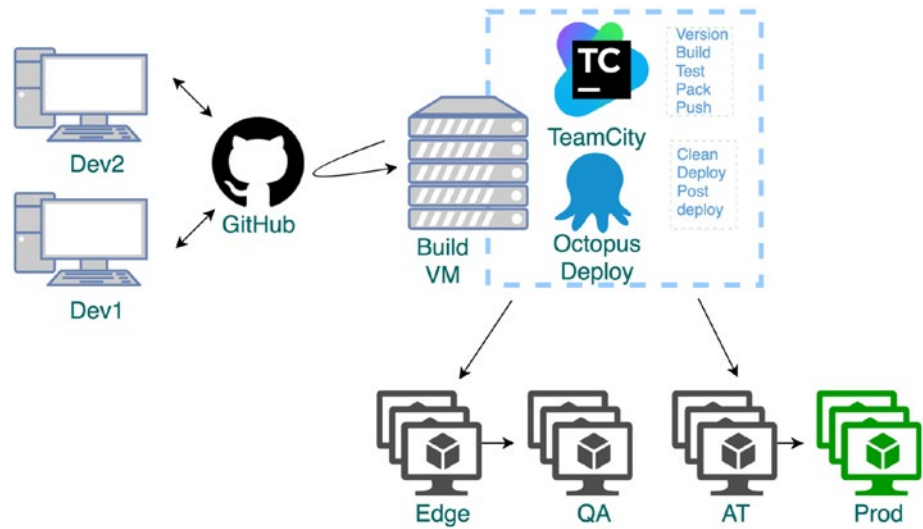 Dev2
Dev1
GitHub
Build
VM
TC
TeamCity
Version
Build
Test
Pack
Push
Octopus
Deploy
Clean
Deploy
Post
deploy
Edge
QA
AT
Prod